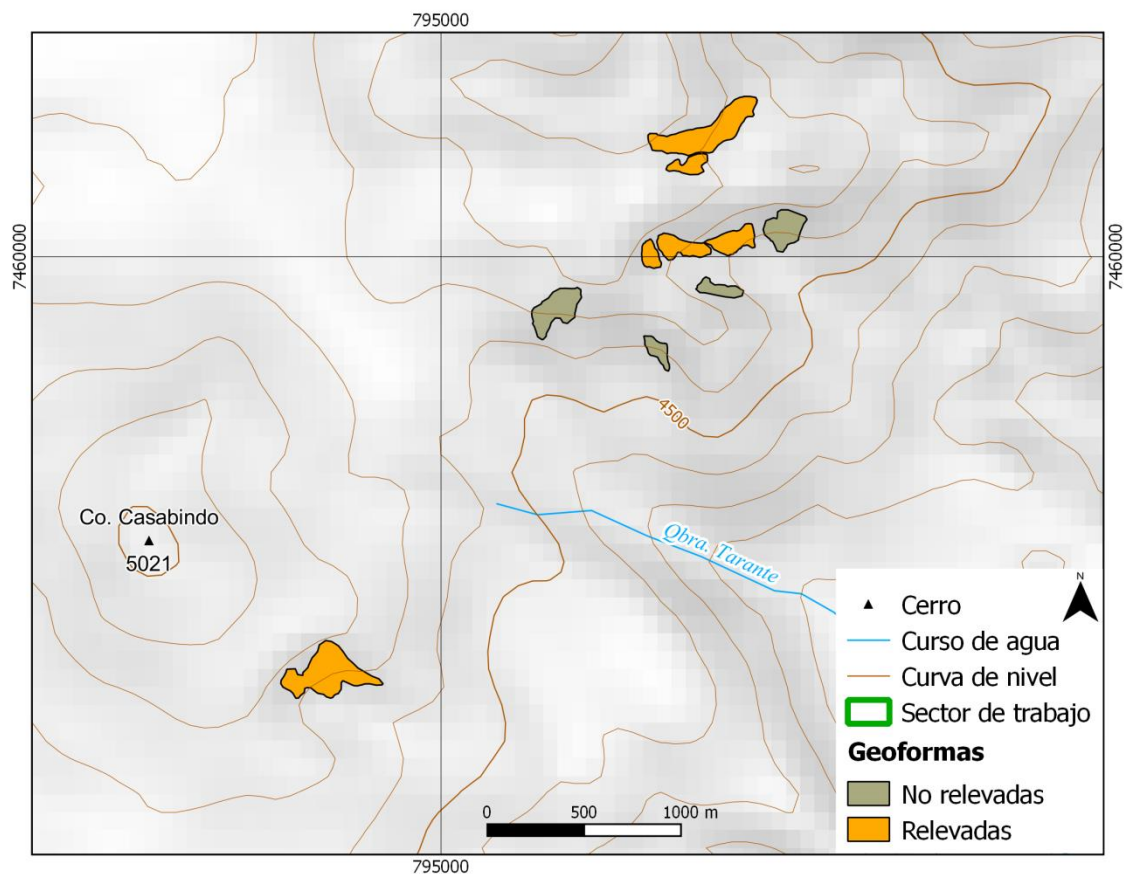 795000
7460000
7460000
4500
Co. Casabindo
5021
Qbra. Tarante
N
Cerro
Curso de agua
Curva de nivel
Sector de trabajo
Geoformas
No relevadas
Relevadas
0 500 1000 m
795000